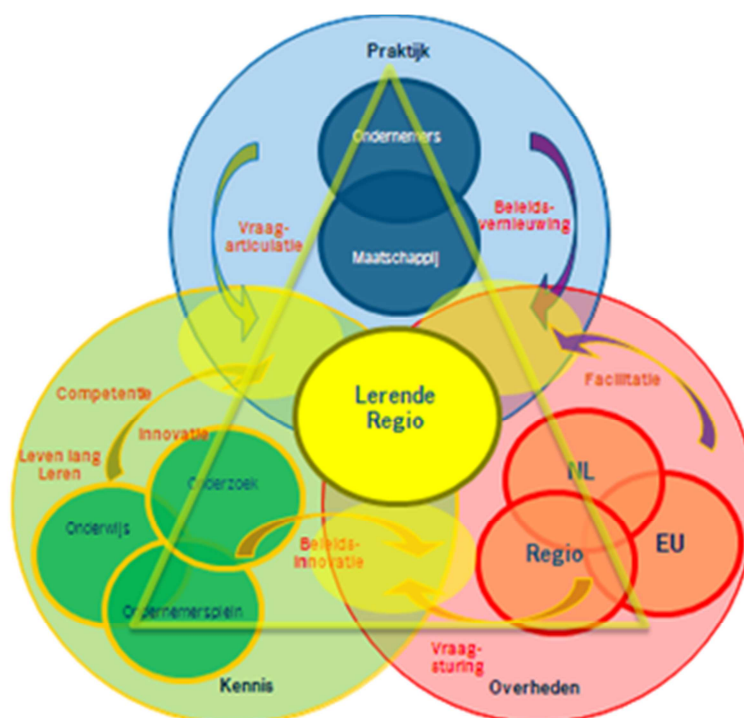 Praktijk
Ondernemers
Maatschappij
Vraag-
articulatie
Beleids-
vernieuwing
Lerende
Regio
Competentie
Innovatie
Leven lang
Leren
Onderzoek
Onderwijs
Ondernemersplein
Kennis
Beleids-
innovatie
Facilitatie
NL
Regio
EU
Vraag-
sturing
Overheden